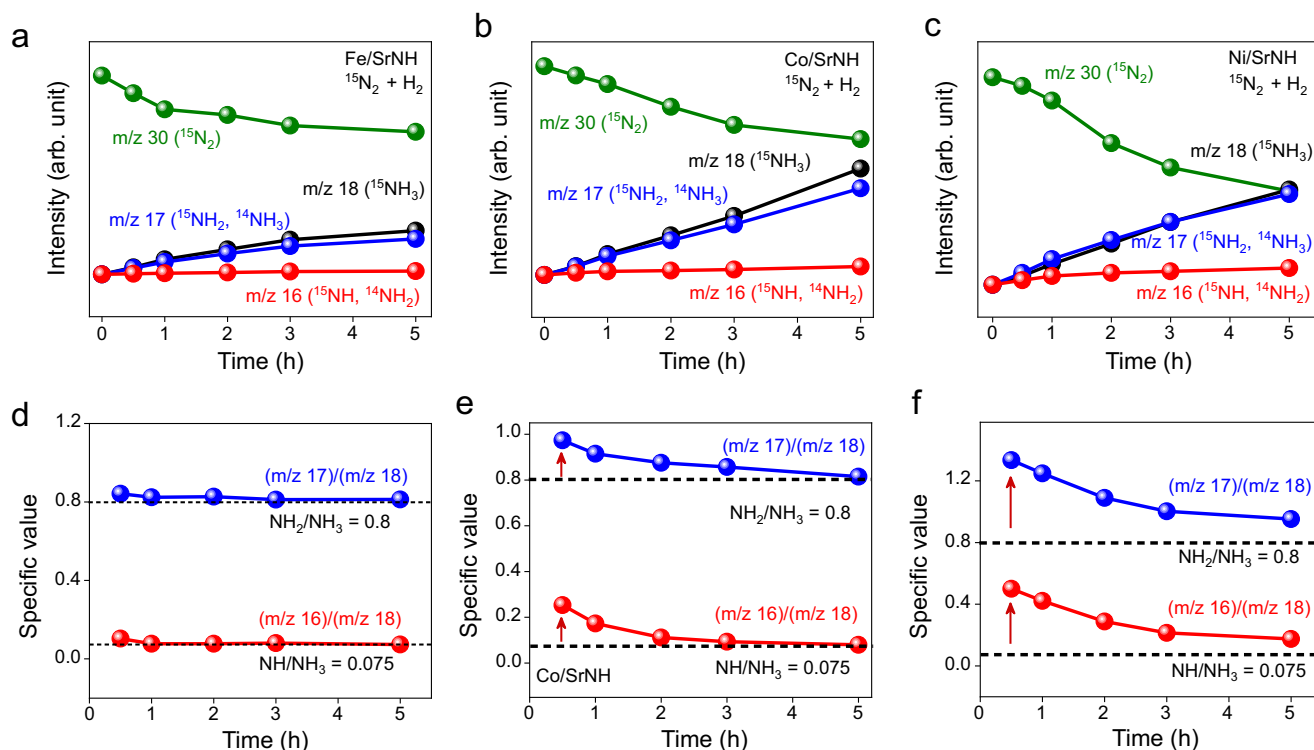 a
Fe/SrNH
¹⁵N₂ + H₂
m/z 30 (¹⁵N₂)
m/z 18 (¹⁵NH₃)
m/z 17 (¹⁵NH₂, ¹⁴NH₃)
m/z 16 (¹⁵NH, ¹⁴NH₂)
Intensity (arb. unit)
0 1 2 3 4 5
Time (h)
b
Co/SrNH
¹⁵N₂ + H₂
m/z 30 (¹⁵N₂)
m/z 18 (¹⁵NH₃)
m/z 17 (¹⁵NH₂, ¹⁴NH₃)
m/z 16 (¹⁵NH, ¹⁴NH₂)
Intensity (arb. unit)
0 1 2 3 4 5
Time (h)
c
Ni/SrNH
¹⁵N₂ + H₂
m/z 30 (¹⁵N₂)
m/z 18 (¹⁵NH₃)
m/z 17 (¹⁵NH₂, ¹⁴NH₃)
m/z 16 (¹⁵NH, ¹⁴NH₂)
Intensity (arb. unit)
0 1 2 3 4 5
Time (h)
d
1.2
0.8
0.4
0.0
Specific value
(m/z 17)/(m/z 18)
NH₂/NH₃ = 0.8
(m/z 16)/(m/z 18)
NH/NH₃ = 0.075
0 1 2 3 4 5
Time (h)
e
1.0
0.8
0.6
0.4
0.2
0.0
Specific value
(m/z 17)/(m/z 18)
NH₂/NH₃ = 0.8
(m/z 16)/(m/z 18)
NH/NH₃ = 0.075
Co/SrNH
0 1 2 3 4 5
Time (h)
f
1.2
0.8
0.4
0.0
Specific value
(m/z 17)/(m/z 18)
NH₂/NH₃ = 0.8
(m/z 16)/(m/z 18)
NH/NH₃ = 0.075
0 1 2 3 4 5
Time (h)